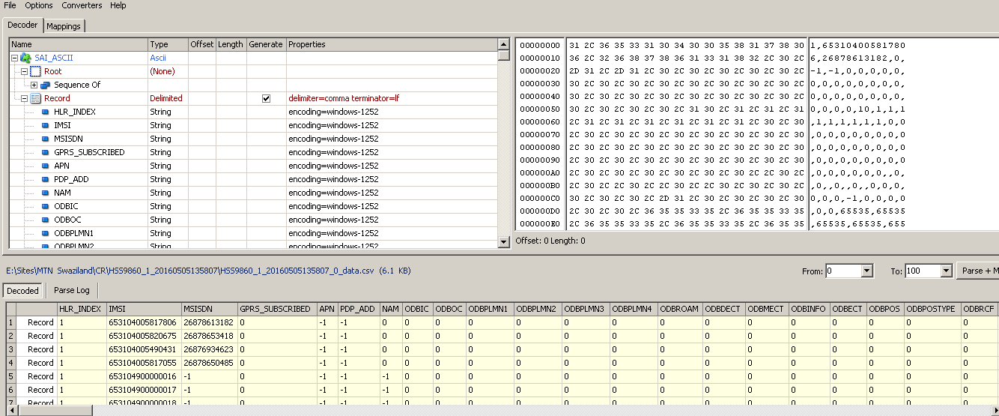 File Options Converters Help
Decoder Mappings
Name Type Offset Length Generate Properties
SAI_ASCII Ascii
Root (None)
Sequence Of
Record Delimited delimiter=comma terminator=lf
HLR_INDEX String encoding=windows-1252
IMSI String encoding=windows-1252
MSISDN String encoding=windows-1252
GPRS_SUBSCRIBED String encoding=windows-1252
APN String encoding=windows-1252
PDP_ADD String encoding=windows-1252
NAM String encoding=windows-1252
ODBIC String encoding=windows-1252
ODBOC String encoding=windows-1252
ODBPLMN1 String encoding=windows-1252
ODBPLMN2 String encoding=windows-1252
00000000 31 2C 36 35 33 31 30 34 30 30 35 38 31 37 38 30 1,65310400581780
00000010 36 2C 32 36 38 37 38 36 31 33 31 38 32 2C 30 2C 6,26878613182,0,
00000020 2D 31 2C 2D 31 2C 30 2C 30 2C 30 2C 30 2C 30 2C -1,-1,0,0,0,0,0,
00000030 30 2C 30 2C 30 2C 30 2C 30 2C 30 2C 30 2C 30 2C 0,0,0,0,0,0,0,0,
00000040 30 2C 30 2C 30 2C 30 2C 30 2C 30 2C 30 2C 30 2C 0,0,0,0,0,0,0,0,
00000050 30 2C 30 2C 30 2C 30 2C 31 30 2C 31 2C 31 2C 31 0,0,0,0,10,1,1,1
00000060 2C 31 2C 31 2C 31 2C 31 2C 31 2C 30 2C 30 2C 30 ,1,1,1,1,1,0,0,0
00000070 2C 30 2C 30 2C 30 2C 30 2C 30 2C 30 2C 30 2C 30 ,0,0,0,0,0,0,0,0
00000080 2C 30 2C 30 2C 30 2C 30 2C 30 2C 30 2C 30 2C 30 ,0,0,0,0,0,0,0,0
00000090 2C 30 2C 30 2C 30 2C 30 2C 30 2C 30 2C 30 2C 30 ,0,0,0,0,0,0,0,0
000000A0 2C 30 2C 30 2C 30 2C 30 2C 30 2C 30 2C 2C 30 2C ,0,0,0,0,0,0,,0,
000000B0 2C 30 2C 30 2C 2C 30 2C 2C 30 2C 30 2C 30 2C
000000C0 30 2C 30 2C 30 2C 2D 31 2C 30 2C 30 2C 30 2C 30 0,0,0,-1,0,0,0,0
000000D0 2C 30 2C 30 2C 36 35 35 33 35 2C 36 35 35 33 35 ,0,0,65535,65535
000000E0 2C 36 35 35 33 35 2C 36 35 35 33 35 2C 36 35 35 ,65535,65535,655
Offset: 0 Length: 0
E:\Sites\MTN Swaziland\CR\HSS9860_1_20160505135807\HSS9860_1_20160505135807_0_data.csv (6.1 KB) From: 0 To: 100 Parse + M
Decoded Parse Log
HLR_INDEX IMSI MSISDN GPRS_SUBSCRIBED APN PDP_ADD NAM ODBIC ODBOC ODBPLMN1 ODBPLMN2 ODBPLMN3 ODBPLMN4 ODBROAM ODBDECT ODBMECT ODBINFO ODBECT ODBPOS ODBPOSTYPE ODBRCF
1 Record 1 653104005817806 26878613182 0 -1 -1 0 0 0 0 0 0 0 0 0 0 0 0 0 0 0
2 Record 1 653104005820675 26878653418 0 -1 -1 0 0 0 0 0 0 0 0 0 0 0 0 0 0 0
3 Record 1 653104005490431 26876934623 0 -1 -1 0 0 0 0 0 0 0 0 0 0 0 0 0 0 0
4 Record 1 653104005817055 26878650485 0 -1 -1 0 0 0 0 0 0 0 0 0 0 0 0 0 0 0
5 Record 1 653104900000016 -1 0 -1 -1 -1 0 0 0 0 0 0 0 0 0 0 0 0 0 0
6 Record 1 653104900000017 -1 0 -1 -1 -1 0 0 0 0 0 0 0 0 0 0 0 0 0 0
7 Record 1 653104900000018 -1 0 -1 -1 -1 0 0 0 0 0 0 0 0 0 0 0 0 0 0